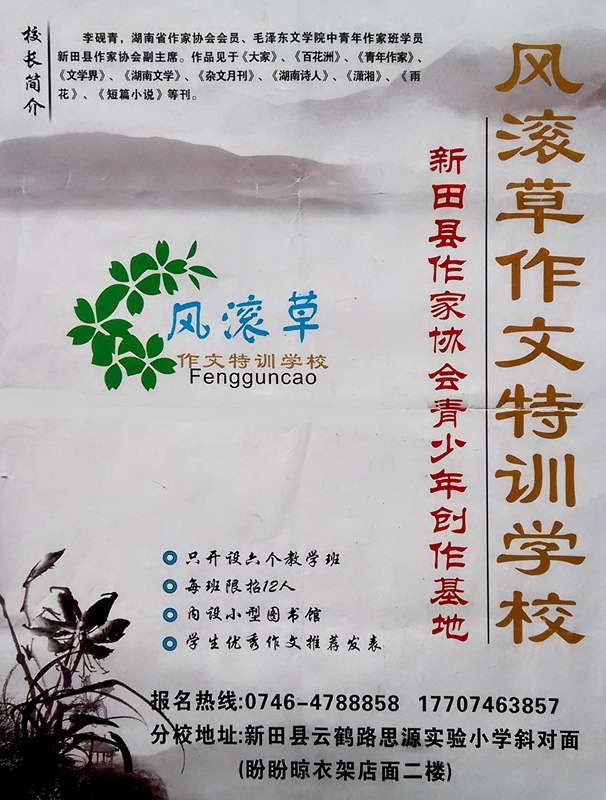 校长简介
李砚青，湖南省作家协会会员、毛泽东文学院中青年作家班学员
新田县作家协会副主席。作品见于《大家》、《百花洲》、《青年作家》、
《文学界》、《湖南文学》、《杂文月刊》、《湖南诗人》、《潇湘》、《雨
花》、《短篇小说》等刊。
风滚草作文特训学校
新田县作家协会青少年创作基地
风滚草
作文特训学校
Fengguncao
只开设六个教学班
每班限招12人
内设小型图书馆
学生优秀作文推荐发表
报名热线:0746-4788858 17707463857
分校地址:新田县云鹤路思源实验小学斜对面
(盼盼晾衣架店面二楼)